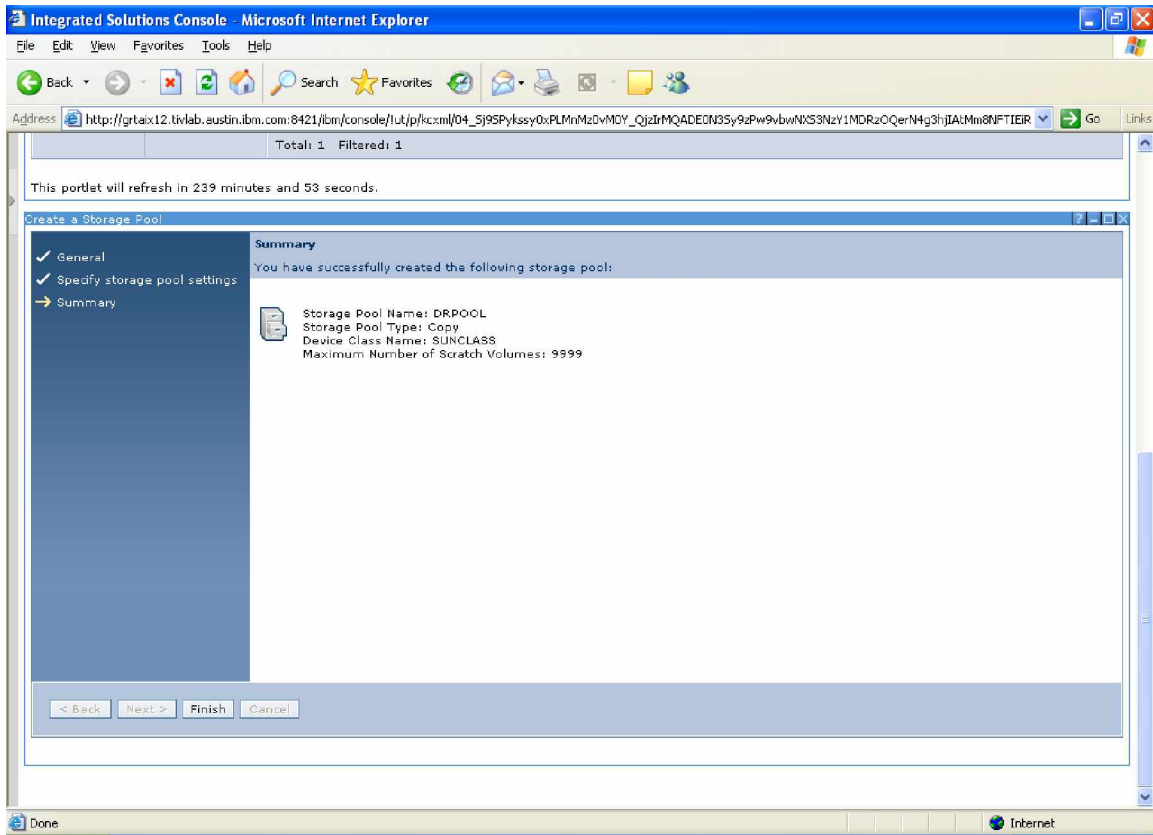 Integrated Solutions Console - Microsoft Internet Explorer
File Edit View Favorites Tools Help
Back Search Favorites
Address http://grtaix12.tivlab.austin.ibm.com:8421/ibm/console/!ut/p/kcxml/04_Sj9SPykssy0xPLMnMz0vM0Y_QjzIrMQADE0N3Sy9zPw9vbwNXS3NzY1MDRzOQerN4g3hjIAtMm8NFTIEiR Go Links
Total: 1 Filtered: 1
This portlet will refresh in 239 minutes and 53 seconds.
Create a Storage Pool
General
Specify storage pool settings
Summary
Summary
You have successfully created the following storage pool:
Storage Pool Name: DRPOOL
Storage Pool Type: Copy
Device Class Name: SUNCLASS
Maximum Number of Scratch Volumes: 9999
< Back Next > Finish Cancel
Done Internet